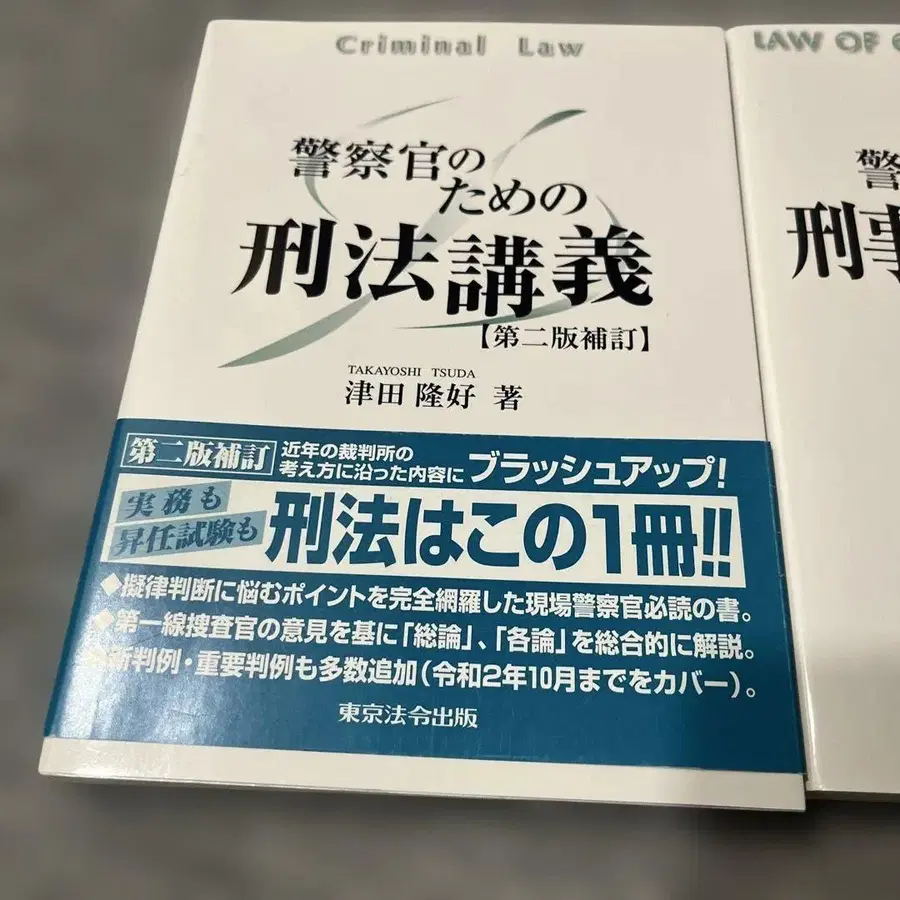 Criminal Law
警察官の
ための
刑法講義
【第二版補訂】
TAKAYOSHI TSUDA
津田 隆好 著
第二版補訂 近年の裁判所の
考え方に沿った内容に ブラッシュアップ!
実務も
昇任試験も 刑法はこの1冊!!
◆擬律判断に悩むポイントを完全網羅した現場警察官必読の書。
◆第一線捜査官の意見を基に「総論」、「各論」を総合的に解説。
◆新判例・重要判例も多数追加(令和2年10月までをカバー)。
東京法令出版
LAW OF
警
刑事